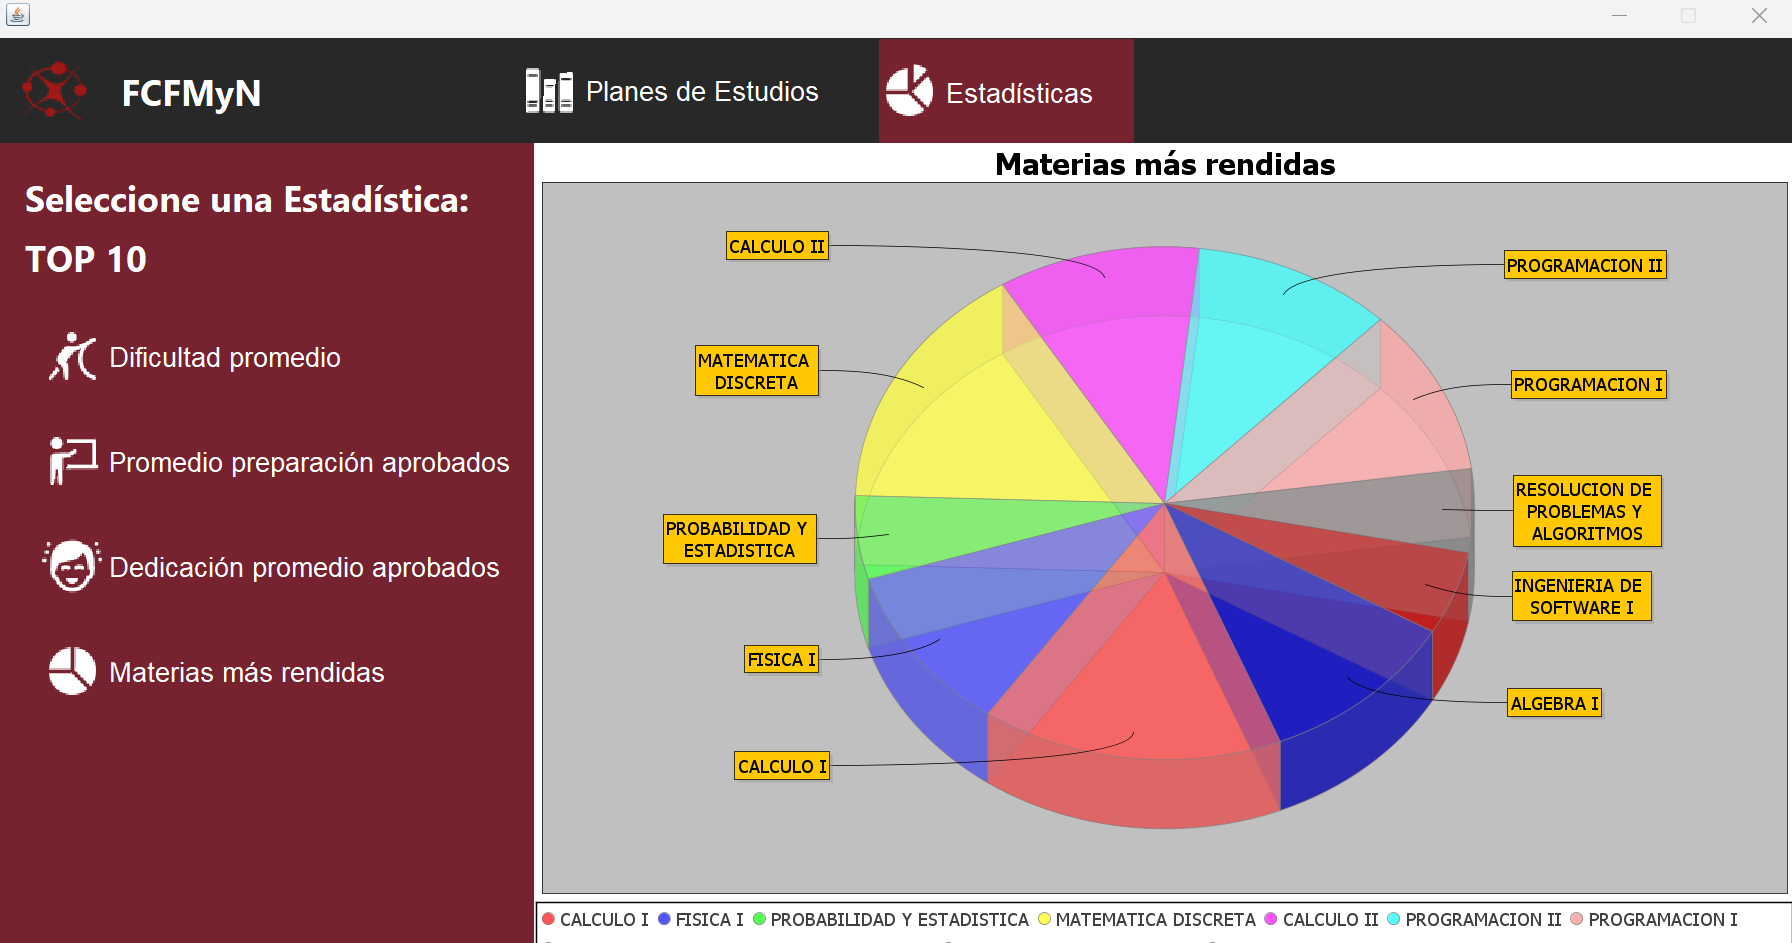 FCFMyN
Planes de Estudios
Estadísticas
Seleccione una Estadística:
TOP 10
Dificultad promedio
Promedio preparación aprobados
Dedicación promedio aprobados
Materias más rendidas
Materias más rendidas
CALCULO II
PROGRAMACION II
MATEMATICA
DISCRETA
PROGRAMACION I
RESOLUCION DE
PROBLEMAS Y
ALGORITMOS
PROBABILIDAD Y
ESTADISTICA
INGENIERIA DE
SOFTWARE I
FISICA I
ALGEBRA I
CALCULO I
CALCULO I FISICA I PROBABILIDAD Y ESTADISTICA MATEMATICA DISCRETA CALCULO II PROGRAMACION II PROGRAMACION I